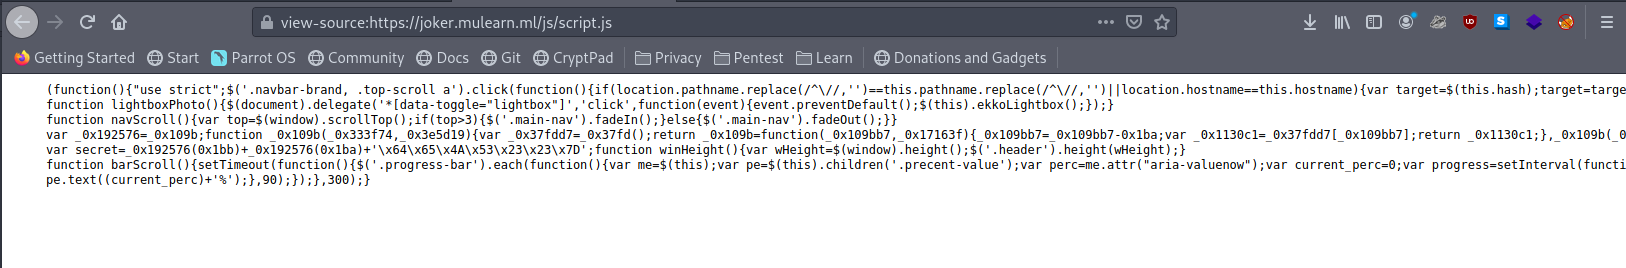 view-source:https://joker.mulearn.ml/js/script.js
Getting Started Start Parrot OS Community Docs Git CryptPad Privacy Pentest Learn Donations and Gadgets
(function(){"use strict";$('.navbar-brand, .top-scroll a').click(function(){if(location.pathname.replace(/^\//,'')==this.pathname.replace(/^\//,'')||location.hostname==this.hostname){var target=$(this.hash);target=targe
function lightboxPhoto(){$(document).delegate('*[data-toggle="lightbox"]','click',function(event){event.preventDefault();$(this).ekkoLightbox();});}
function navScroll(){var top=$(window).scrollTop();if(top>3){$('.main-nav').fadeIn();}else{$('.main-nav').fadeOut();}}
var _0x192576=_0x109b;function _0x109b(_0x333f74,_0x3e5d19){var _0x37fdd7=_0x37fd();return _0x109b=function(_0x109bb7,_0x17163f){_0x109bb7=_0x109bb7-0x1ba;var _0x1130c1=_0x37fdd7[_0x109bb7];return _0x1130c1;},_0x109b(_0
var secret=_0x192576(0x1bb)+_0x192576(0x1ba)+'\x64\x65\x4A\x53\x23\x23\x7D';function winHeight(){var wHeight=$(window).height();$('.header').height(wHeight);}
function barScroll(){setTimeout(function(){$('.progress-bar').each(function(){var me=$(this);var pe=$(this).children('.precent-value');var perc=me.attr("aria-valuenow");var current_perc=0;var progress=setInterval(functi
pe.text((current_perc)+'%');},90);});},300);}